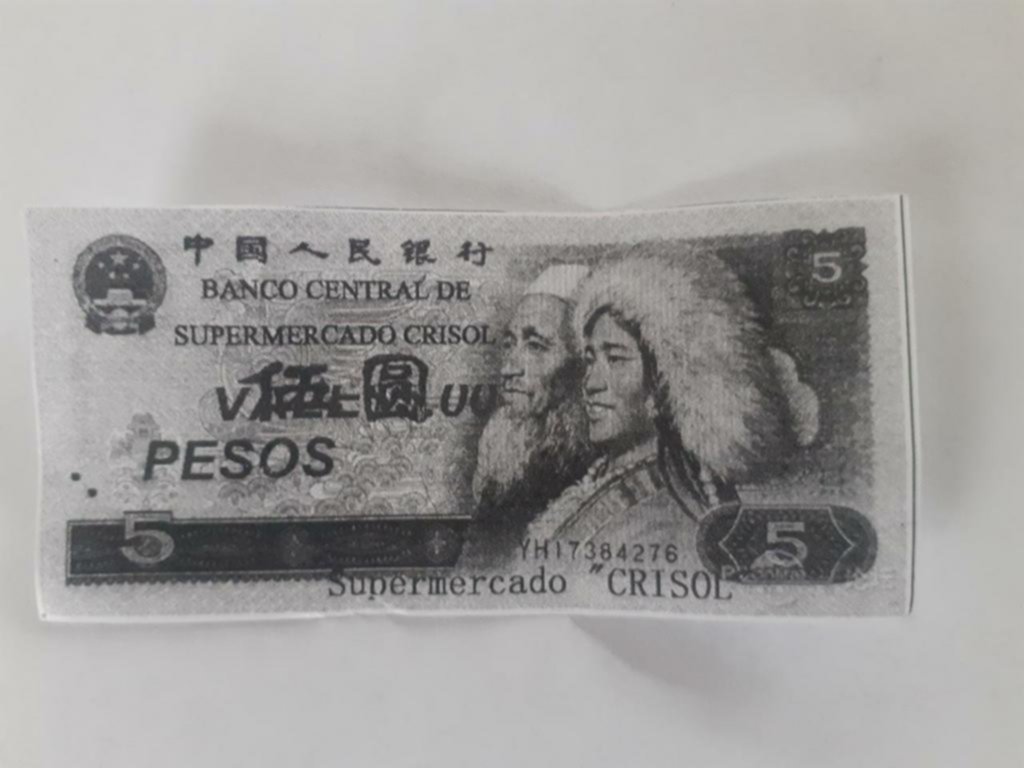 中国人民银行
BANCO CENTRAL DE
SUPERMERCADO CRISOL
伍圆
PESOS
5
5
5
YH17384276
Supermercado "CRISOL